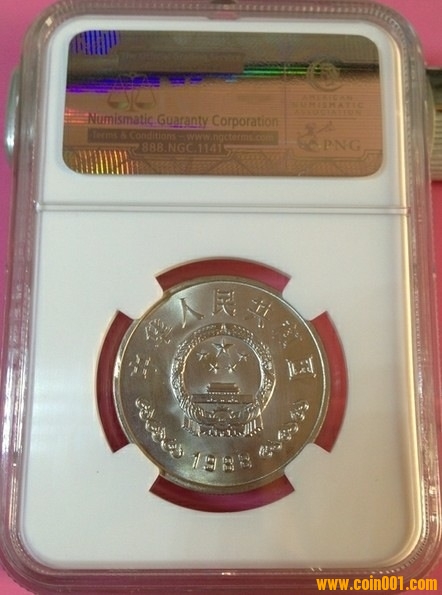 Numismatic Guaranty Corporation
Terms & Conditions – www.ngcterms.com
888.NGC.1141
AMERICAN
NUMISMATIC
ASSOCIATION
PNG
中华人民共和国
1988
www.coin001.com